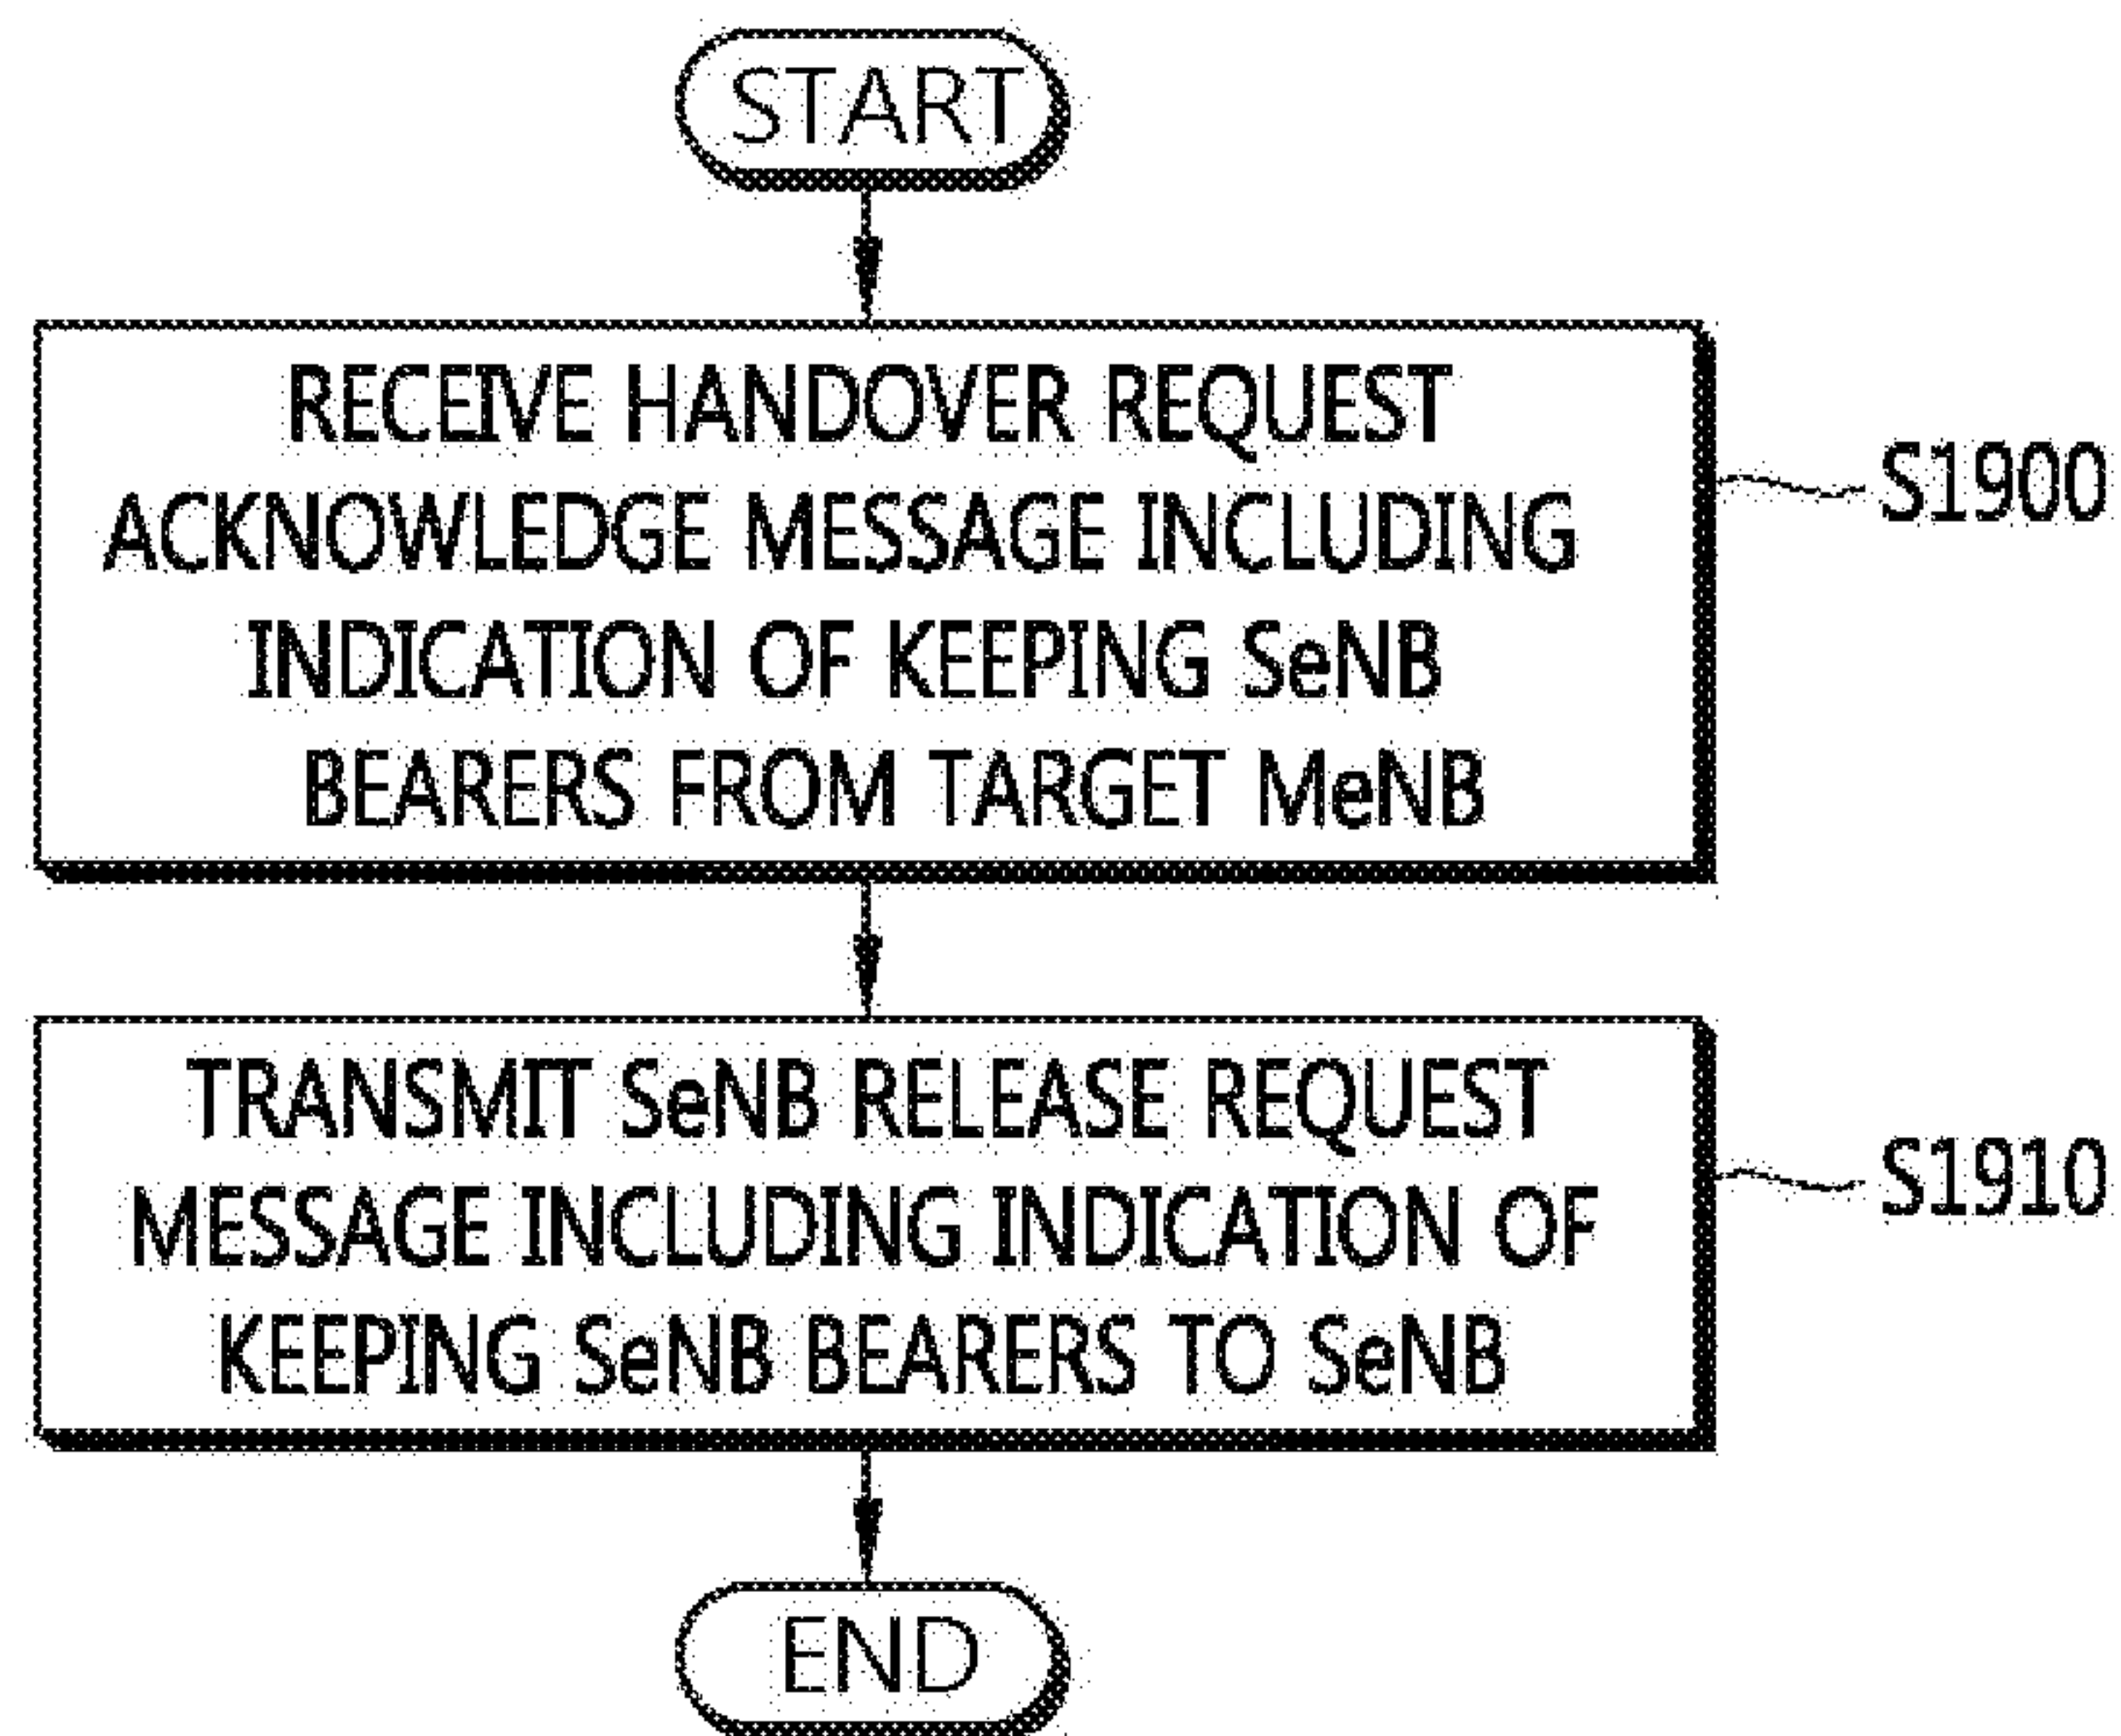 START
RECEIVE HANDOVER REQUEST
ACKNOWLEDGE MESSAGE INCLUDING
INDICATION OF KEEPING SeNB
BEARERS FROM TARGET MeNB
S1900
TRANSMIT SeNB RELEASE REQUEST
MESSAGE INCLUDING INDICATION OF
KEEPING SeNB BEARERS TO SeNB
S1910
END